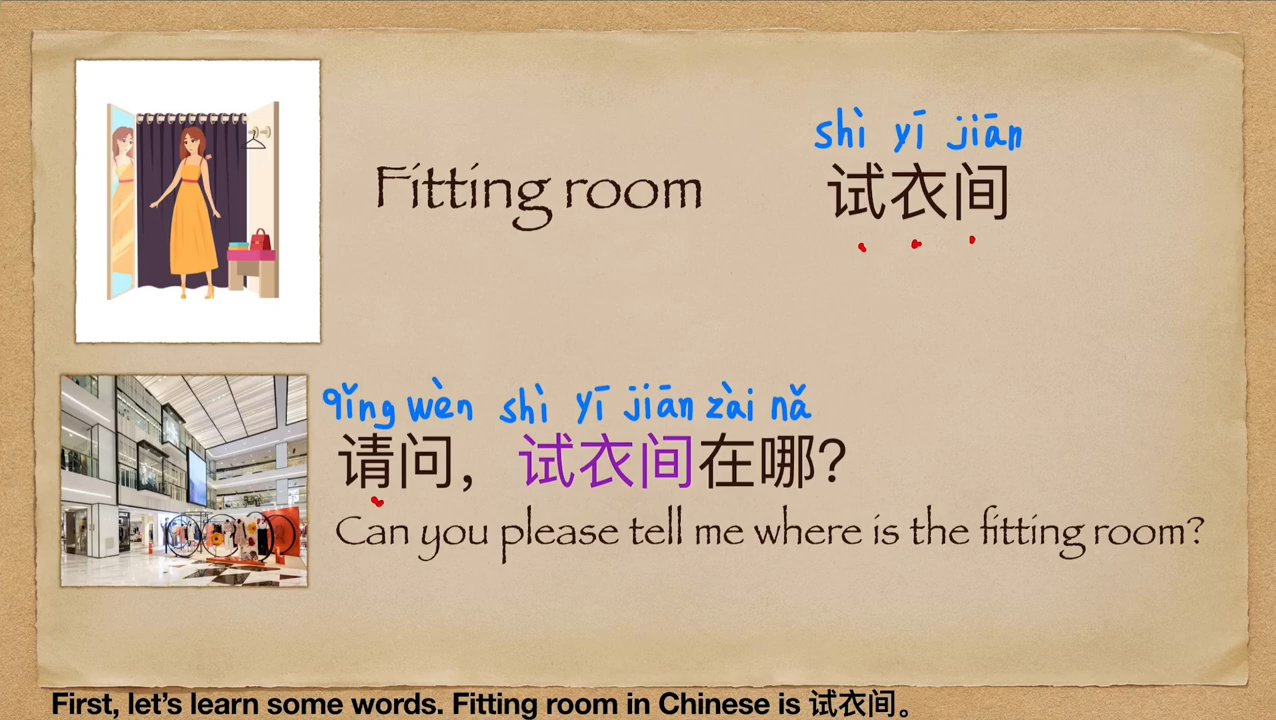 shì yī jiān
Fitting room 试衣间
qǐng wèn shì yī jiān zài nǎ
请问，试衣间在哪？
Can you please tell me where is the fitting room?
First, let's learn some words. Fitting room in Chinese is 试衣间。